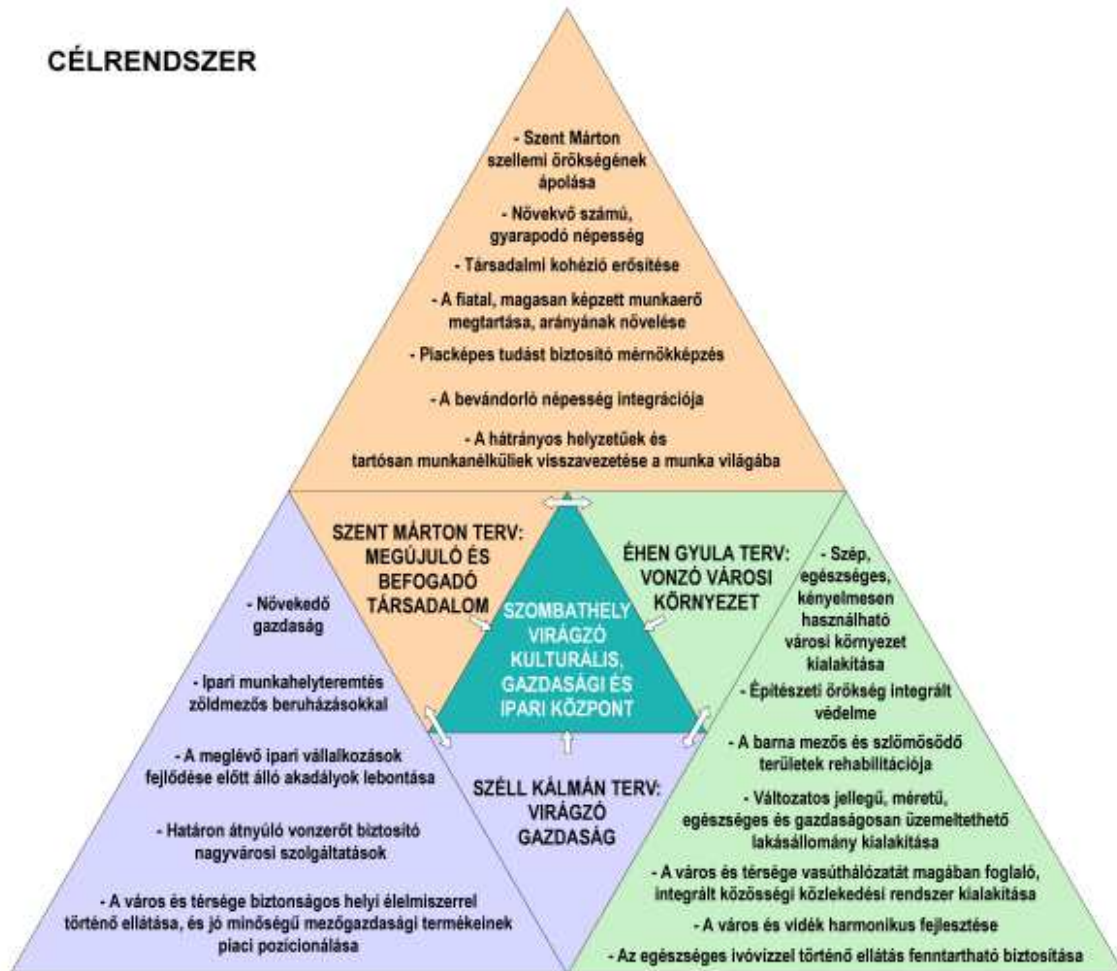 CÉLRENDSZER
- Szent Márton
szellemi örökségének
ápolása
- Növekvő számú,
gyarapodó népesség
- Társadalmi kohézió erősítése
- A fiatal, magasan képzett munkaerő
megtartása, arányának növelése
- Piacképes tudást biztosító mérnökképzés
- A bevándorló népesség integrációja
- A hátrányos helyzetűek és
tartósan munkanélküliek visszavezetése a munka világába
SZENT MÁRTON TERV:
MEGÚJULÓ ÉS
BEFOGADÓ
TÁRSADALOM
ÉHEN GYULA TERV:
VONZÓ VÁROSI
KÖRNYEZET
SZOMBATHELY
VIRÁGZÓ
KULTURÁLIS,
GAZDASÁGI ÉS
IPARI KÖZPONT
SZÉLL KÁLMÁN TERV:
VIRÁGZÓ
GAZDASÁG
- Növekedő
gazdaság
- Ipari munkahelyteremtés
zöldmezős beruházásokkal
- A meglévő ipari vállalkozások
fejlődése előtt álló akadályok lebontása
- Határon átnyúló vonzerőt biztosító
nagyvárosi szolgáltatások
- A város és térsége biztonságos helyi élelmiszerrel
történő ellátása, és jó minőségű mezőgazdasági termékeinek
piaci pozícionálása
- Szép,
egészséges,
kényelmesen
használható
városi környezet
kialakítása
- Építészeti örökség integrált
védelme
- A barna mezős és szlömösödő
területek rehabilitációja
- Változatos jellegű, méretű,
egészséges és gazdaságosan üzemeltethető
lakásállomány kialakítása
- A város és térsége vasúthálózatát magában foglaló,
integrált közösségi közlekedési rendszer kialakítása
- A város és vidék harmonikus fejlesztése
- Az egészséges ivóvízzel történő ellátás fenntartható biztosítása